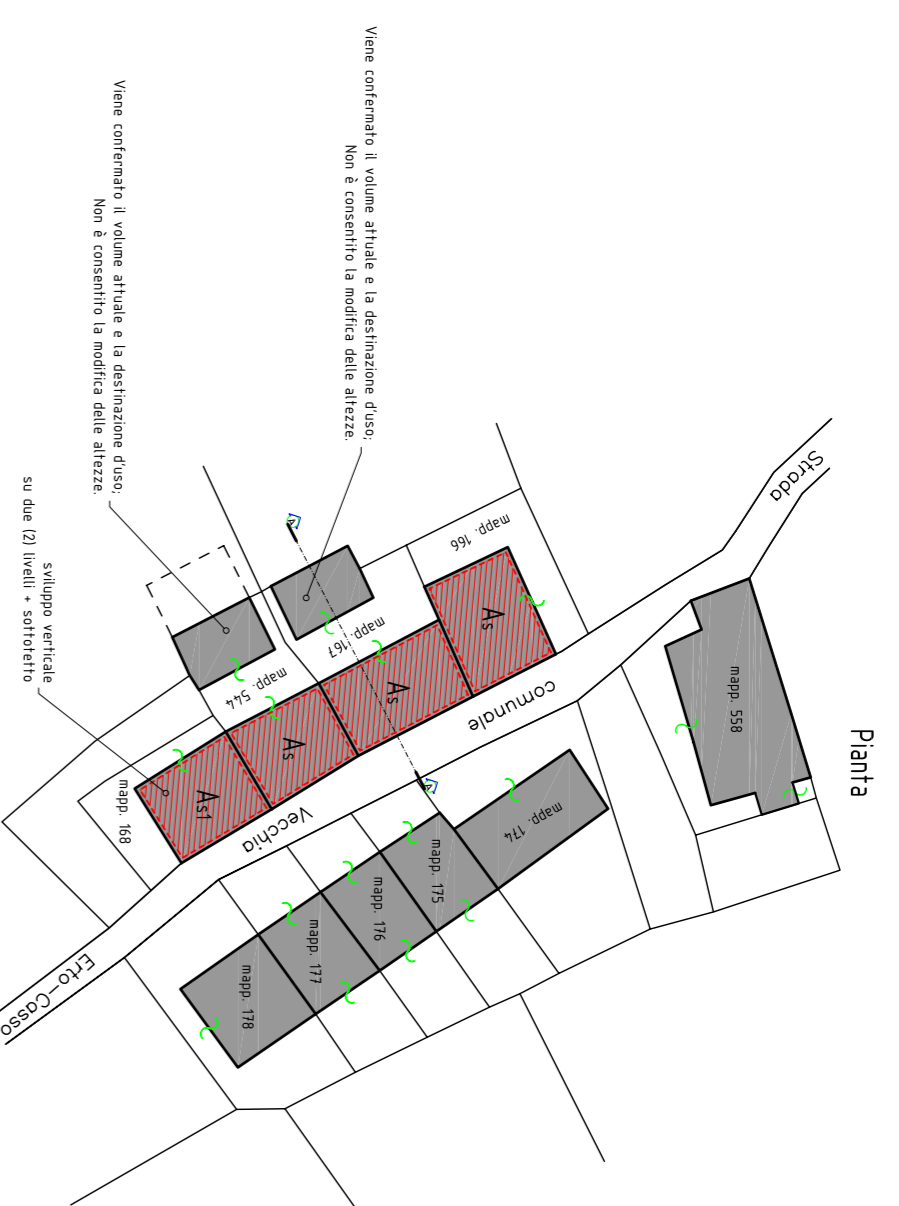 Pianta
Viene confermato il volume attuale e la destinazione d'uso;
Non è consentito la modifica delle altezze.
Viene confermato il volume attuale e la destinazione d'uso;
Non è consentito la modifica delle altezze.
sviluppo verticale
su due (2) livelli + sottotetto
Strada
comunale
Vecchia
Erto-Casso
mapp. 558
mapp. 166
As
mapp. 167
As
mapp. 544
As
As1
mapp. 168
mapp. 174
mapp. 175
mapp. 176
mapp. 177
mapp. 178
A
A